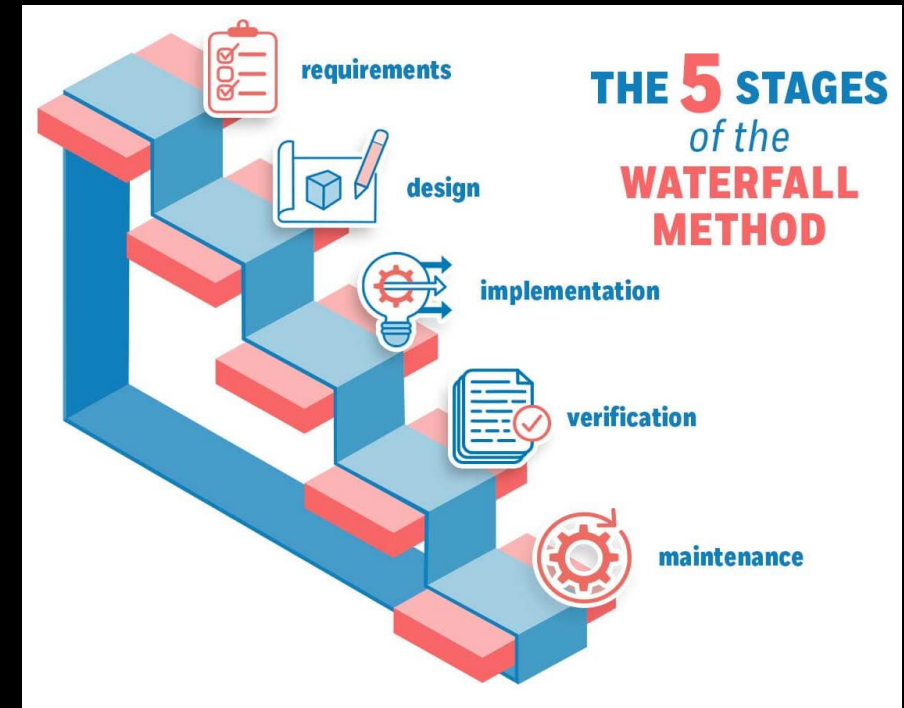 THE 5 STAGES
of the
WATERFALL
METHOD
requirements
design
implementation
verification
maintenance